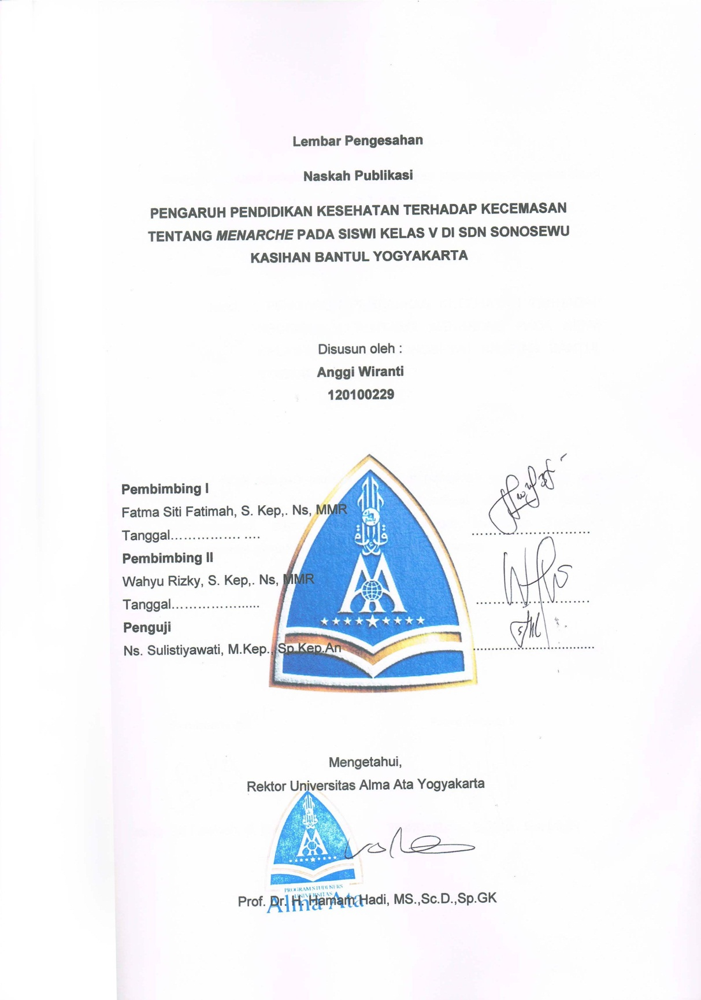 Lembar Pengesahan
Naskah Publikasi
PENGARUH PENDIDIKAN KESEHATAN TERHADAP KECEMASAN
TENTANG MENARCHE PADA SISWI KELAS V DI SDN SONOSEWU
KASIHAN BANTUL YOGYAKARTA
Disusun oleh :
Anggi Wiranti
120100229
Pembimbing I
Fatma Siti Fatimah, S. Kep,. Ns, MMR
Tanggal................ ....
Pembimbing II
Wahyu Rizky, S. Kep,. Ns, MMR
Tanggal.....................
Penguji
Ns. Sulistiyawati, M.Kep., Sp.Kep.An
Mengetahui,
Rektor Universitas Alma Ata Yogyakarta
PROGRAM STUDI NERS
UNIVERSITAS
Alma Ata
Prof. Dr. H. Hamam Hadi, MS.,Sc.D.,Sp.GK